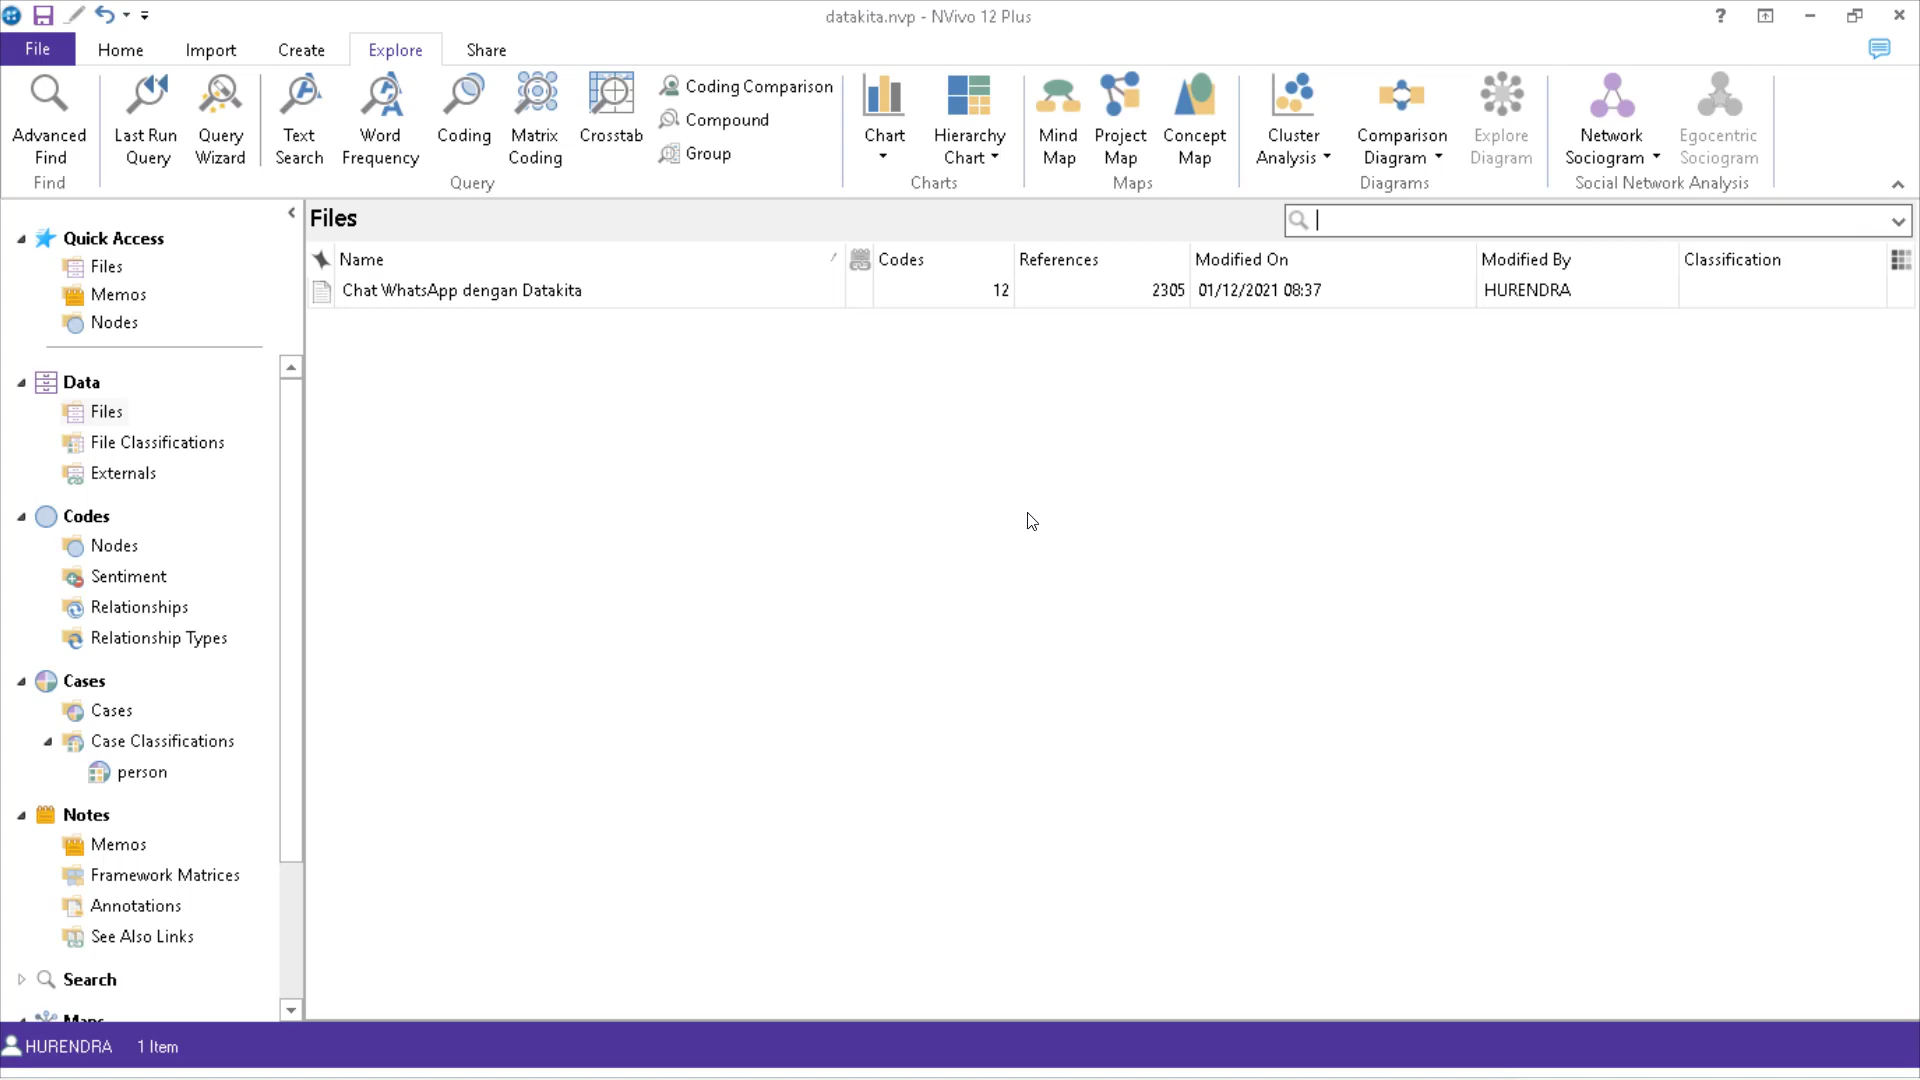 datakita.nvp - NVivo 12 Plus
?
File Home Import Create Explore Share
Advanced Find
Last Run Query
Query Wizard
Text Search
Word Frequency
Coding
Matrix Coding
Crosstab
Coding Comparison
Compound
Group
Chart
Hierarchy Chart
Mind Map
Project Map
Concept Map
Cluster Analysis
Comparison Diagram
Explore Diagram
Network Sociogram
Egocentric Sociogram
Find Query Charts Maps Diagrams Social Network Analysis
Quick Access
Files
Memos
Nodes
Data
Files
File Classifications
Externals
Codes
Nodes
Sentiment
Relationships
Relationship Types
Cases
Cases
Case Classifications
person
Notes
Memos
Framework Matrices
Annotations
See Also Links
Search
Maps
Files
Name Codes References Modified On Modified By Classification
Chat WhatsApp dengan Datakita 12 2305 01/12/2021 08:37 HURENDRA
HURENDRA 1 Item